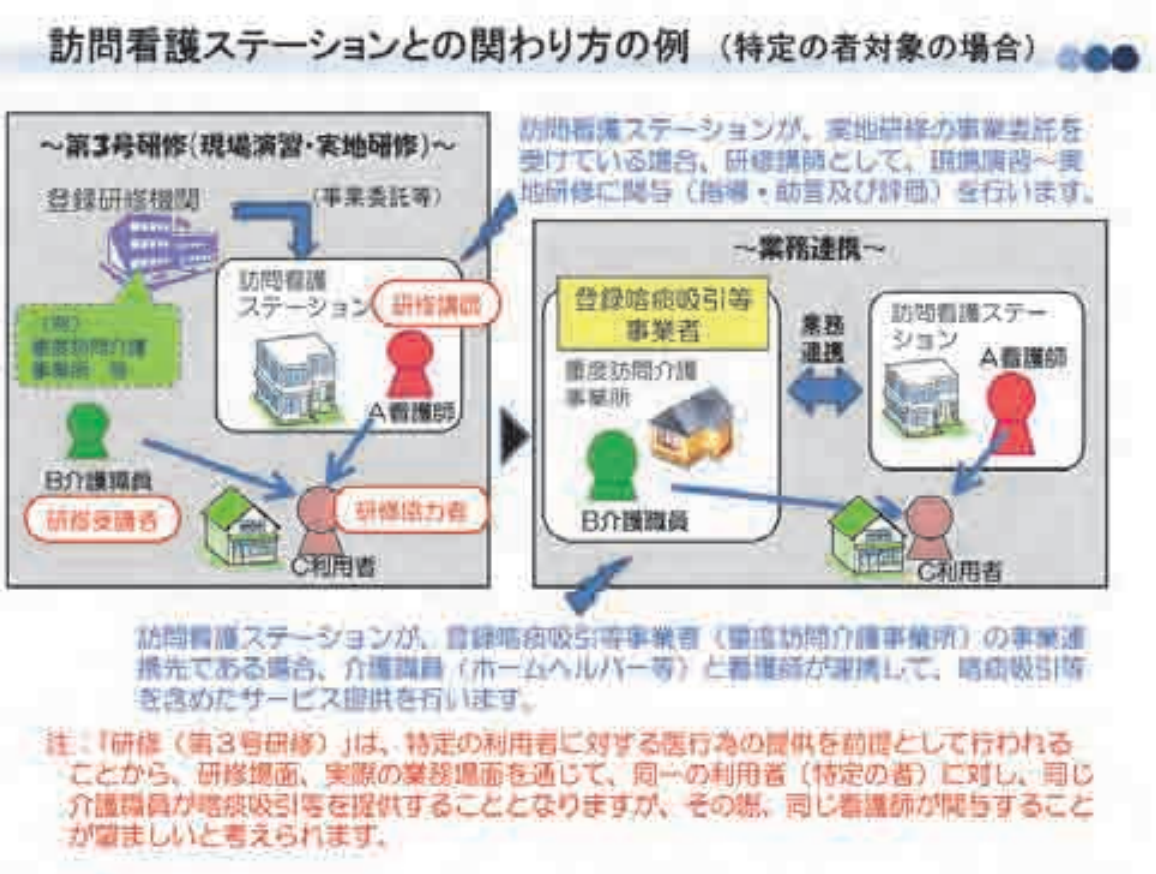 訪問看護ステーションとの関わり方の例 (特定の者対象の場合)
～第3号研修(現場演習・実地研修)～
登録研修機関
(事業委託等)
訪問看護
ステーション
研修講師
A看護師
(例)
重度訪問介護
事業所 等
B介護職員
研修受講者
研修協力者
C利用者
訪問看護ステーションが、実地研修の事業委託を
受けている場合、研修講師として、現場演習～実
地研修に関与(指導・助言及び評価)を行います。
～業務連携～
登録喀痰吸引等
事業者
重度訪問介護
事業所
B介護職員
業務
連携
訪問看護ステー
ション
A看護師
C利用者
訪問看護ステーションが、登録喀痰吸引等事業者(重度訪問介護事業所)の事業連
携先である場合、介護職員(ホームヘルパー等)と看護師が連携して、喀痰吸引等
を含めたサービス提供を行います。
注:「研修(第3号研修)」は、特定の利用者に対する医行為の提供を前提として行われる
ことから、研修場面、実際の業務場面を通じて、同一の利用者(特定の者)に対し、同じ
介護職員が喀痰吸引等を提供することとなりますが、その際、同じ看護師が関与すること
が望ましいと考えられます。